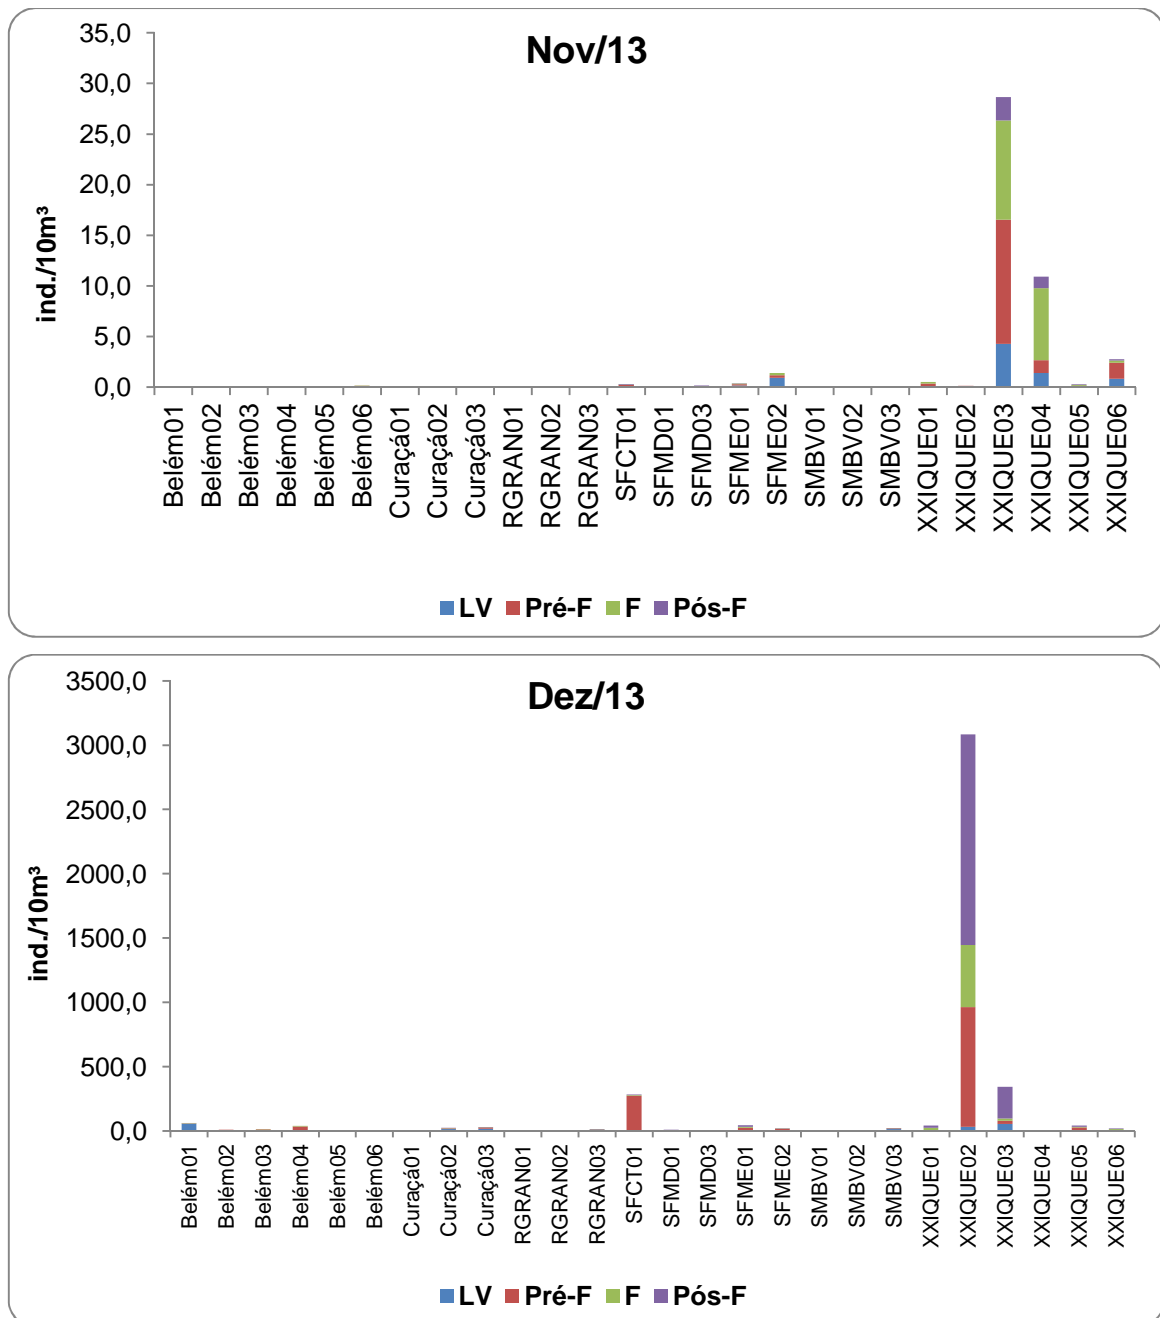 Nov/13
ind./10m³
35,0
30,0
25,0
20,0
15,0
10,0
5,0
0,0
Belém01
Belém02
Belém03
Belém04
Belém05
Belém06
Curaçá01
Curaçá02
Curaçá03
RGRAN01
RGRAN02
RGRAN03
SFCT01
SFMD01
SFMD03
SFME01
SFME02
SMBV01
SMBV02
SMBV03
XXIQUE01
XXIQUE02
XXIQUE03
XXIQUE04
XXIQUE05
XXIQUE06
LV Pré-F F Pós-F
Dez/13
ind./10m³
3500,0
3000,0
2500,0
2000,0
1500,0
1000,0
500,0
0,0
Belém01
Belém02
Belém03
Belém04
Belém05
Belém06
Curaçá01
Curaçá02
Curaçá03
RGRAN01
RGRAN02
RGRAN03
SFCT01
SFMD01
SFMD03
SFME01
SFME02
SMBV01
SMBV02
SMBV03
XXIQUE01
XXIQUE02
XXIQUE03
XXIQUE04
XXIQUE05
XXIQUE06
LV Pré-F F Pós-F